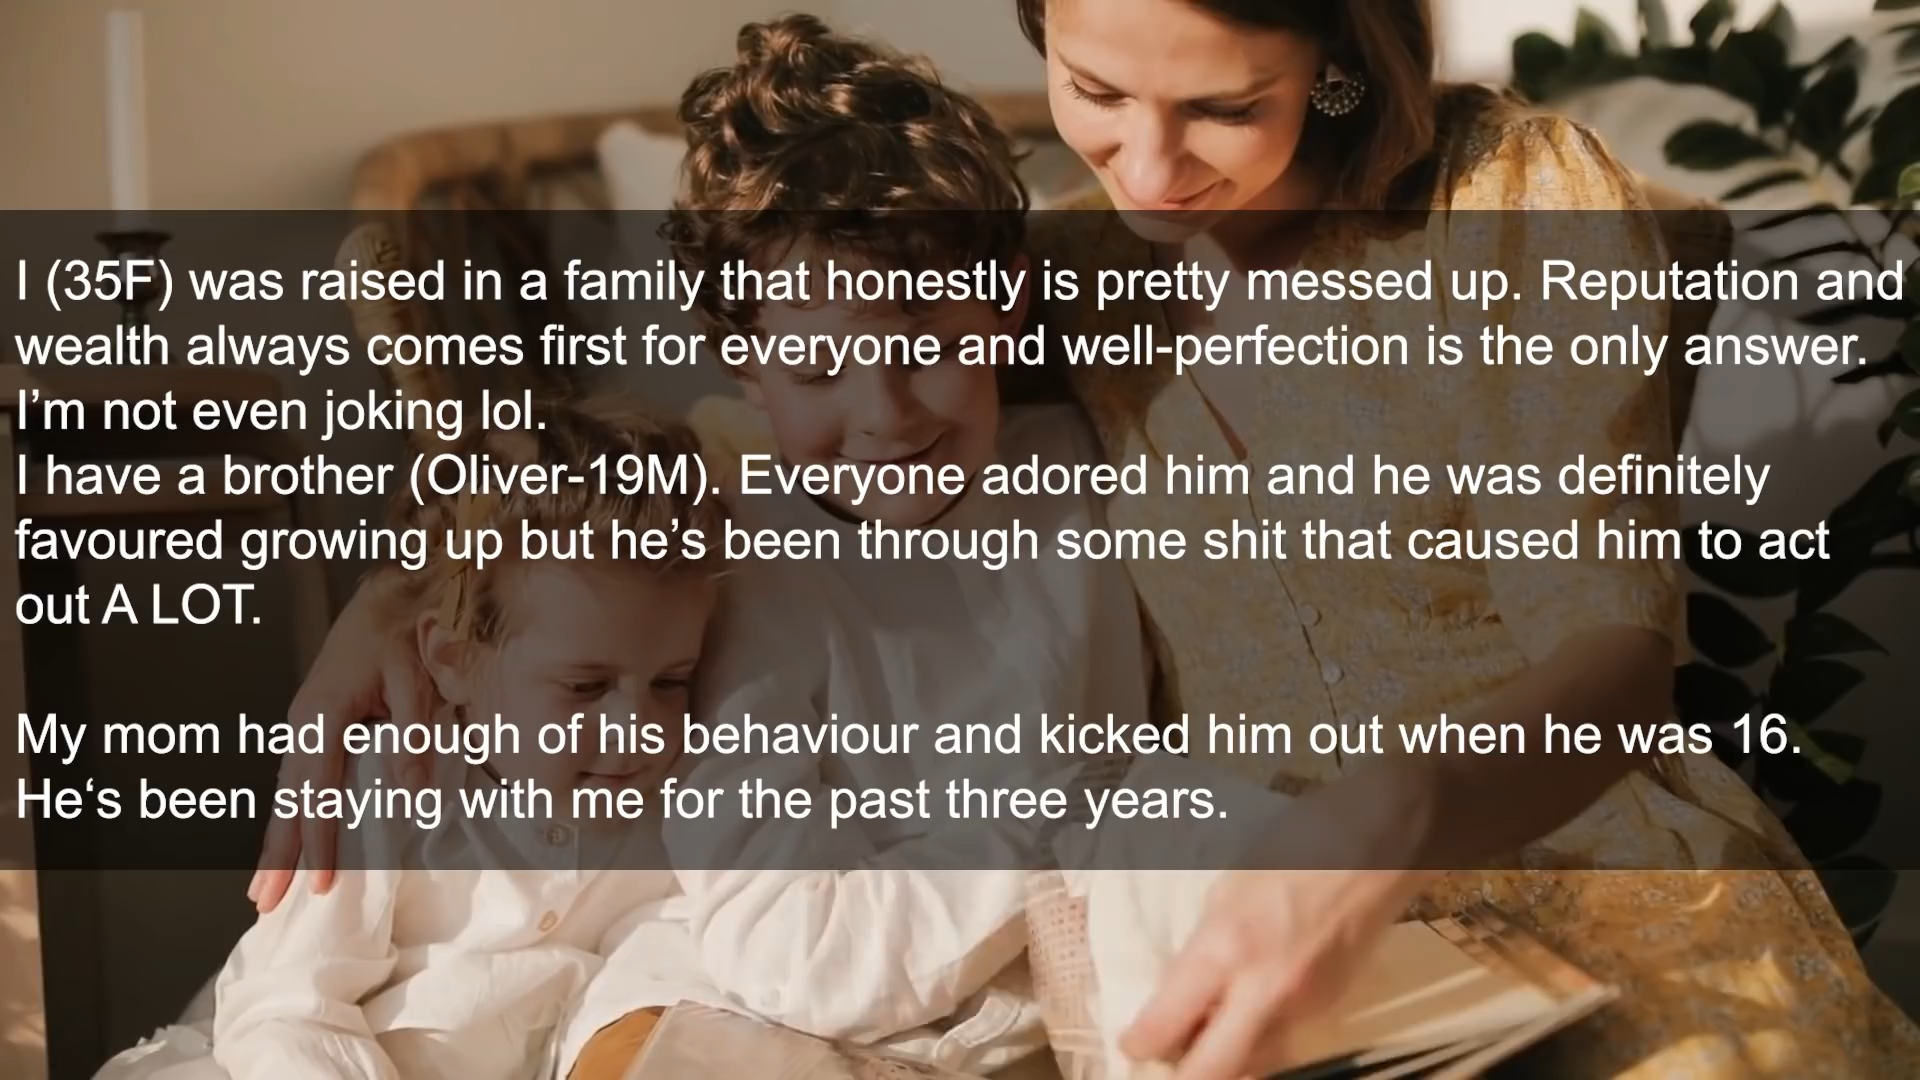 I (35F) was raised in a family that honestly is pretty messed up. Reputation and
wealth always comes first for everyone and well-perfection is the only answer.
I’m not even joking lol.
I have a brother (Oliver-19M). Everyone adored him and he was definitely
favoured growing up but he’s been through some shit that caused him to act
out A LOT.
My mom had enough of his behaviour and kicked him out when he was 16.
He‘s been staying with me for the past three years.